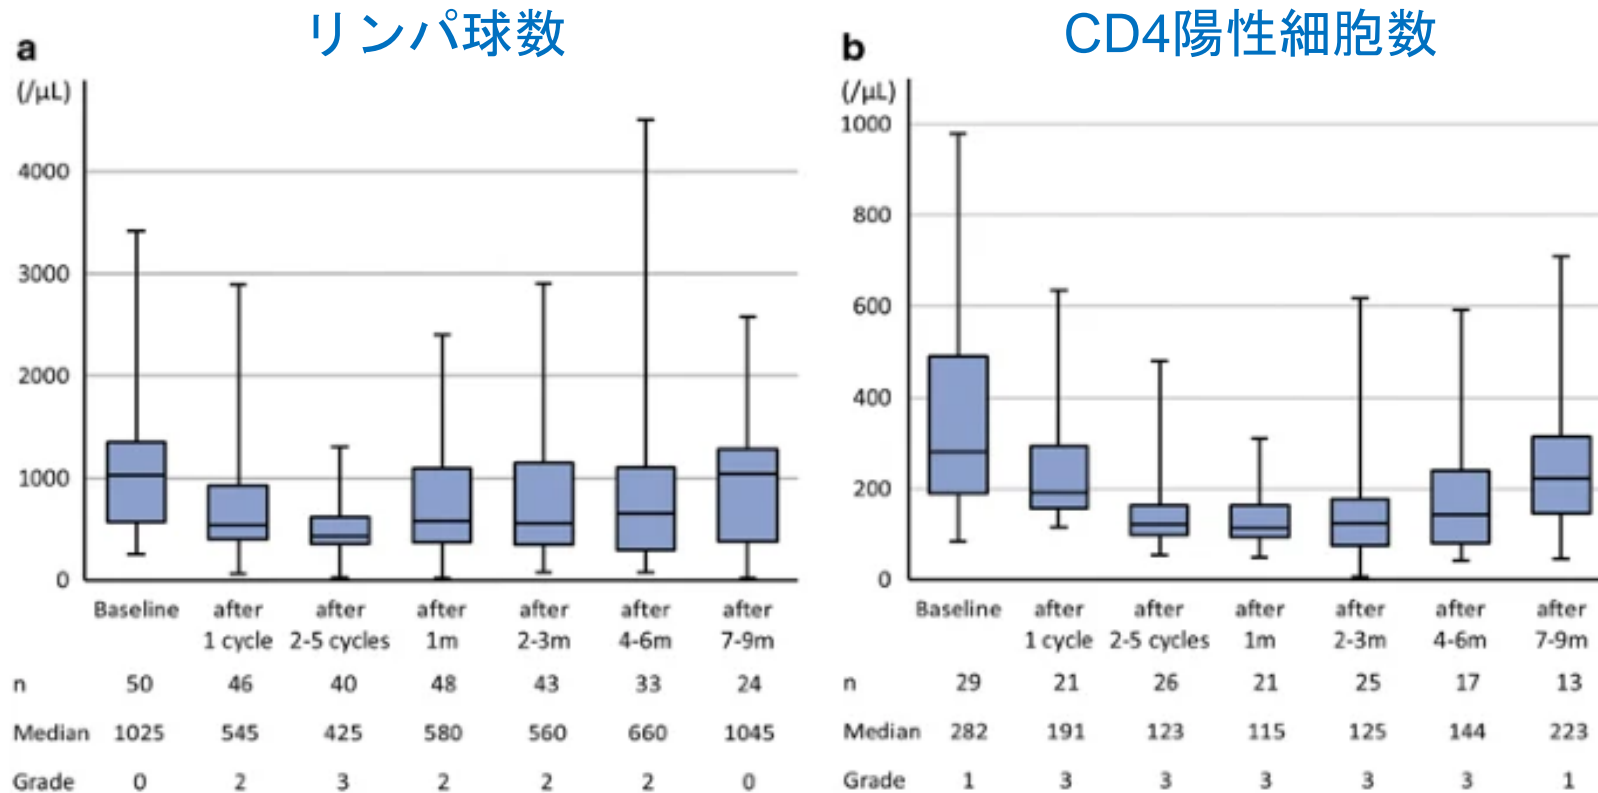 a
リンパ球数
(/μL)
4000
3000
2000
1000
0
Baseline after after after after after after
1 cycle 2-5 cycles 1m 2-3m 4-6m 7-9m
n 50 46 40 48 43 33 24
Median 1025 545 425 580 560 660 1045
Grade 0 2 3 2 2 2 0
b
CD4陽性細胞数
(/μL)
1000
800
600
400
200
0
Baseline after after after after after after
1 cycle 2-5 cycles 1m 2-3m 4-6m 7-9m
n 29 21 26 21 25 17 13
Median 282 191 123 115 125 144 223
Grade 1 3 3 3 3 3 1